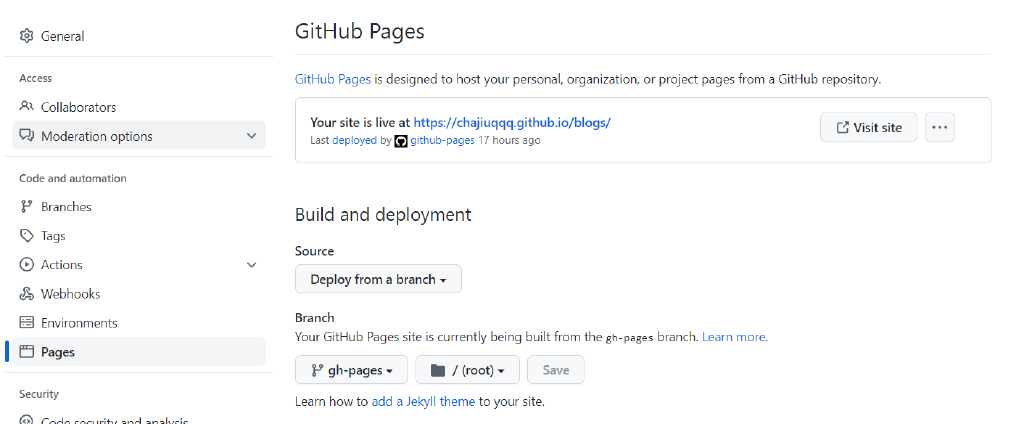 General
Access
Collaborators
Moderation options
Code and automation
Branches
Tags
Actions
Webhooks
Environments
Pages
Security
Code security and analysis
GitHub Pages
GitHub Pages is designed to host your personal, organization, or project pages from a GitHub repository.
Your site is live at https://chajiuqqq.github.io/blogs/
Last deployed by github-pages 17 hours ago
Visit site
Build and deployment
Source
Deploy from a branch
Branch
Your GitHub Pages site is currently being built from the gh-pages branch. Learn more.
gh-pages / (root) Save
Learn how to add a Jekyll theme to your site.